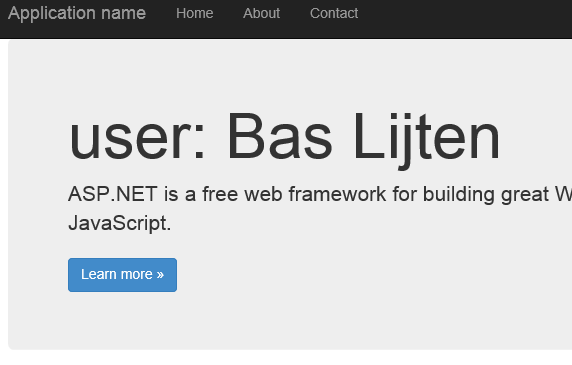 Application name Home About Contact
user: Bas Lijten
ASP.NET is a free web framework for building great
JavaScript.
Learn more »